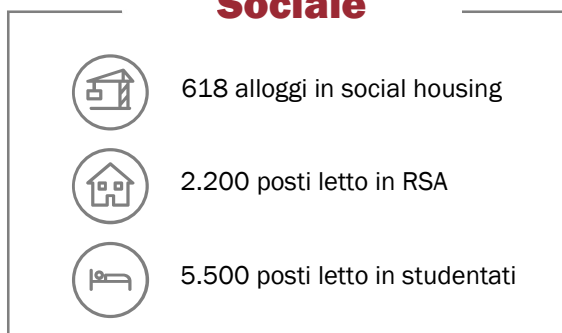 Sociale
618 alloggi in social housing
2.200 posti letto in RSA
5.500 posti letto in studentati